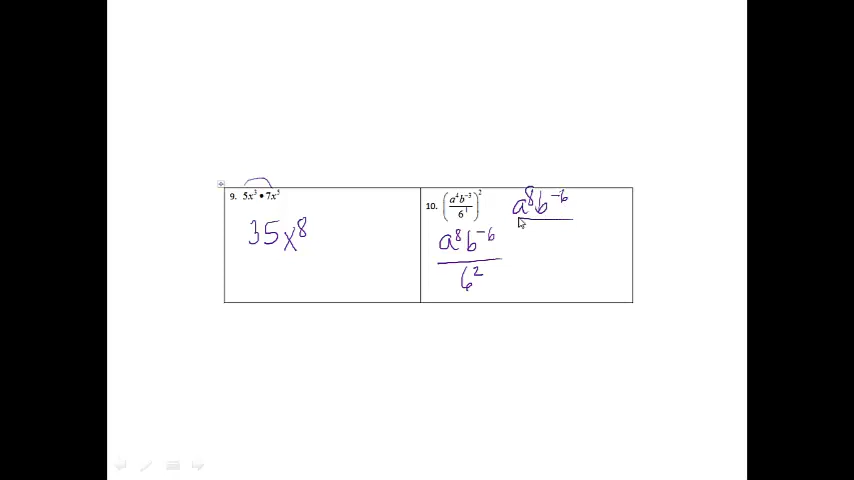 9. 5x³ • 7x⁵
35x⁸
10. (a⁴b⁻³/6¹)²
a⁸b⁻⁶
a⁸b⁻⁶/6²